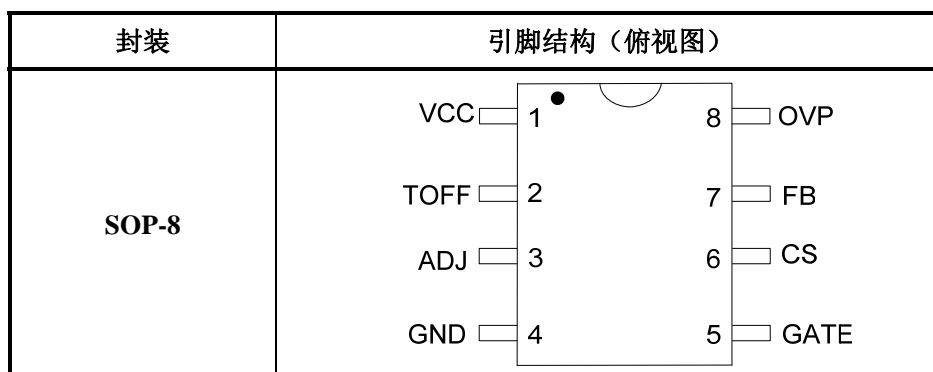 封装 引脚结构（俯视图）
VCC 1 8 OVP
TOFF 2 7 FB
SOP-8
ADJ 3 6 CS
GND 4 5 GATE